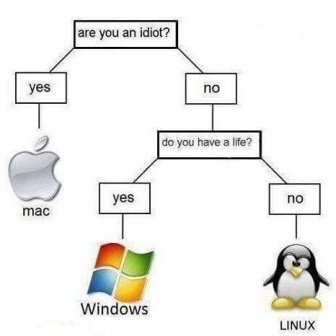 are you an idiot?
yes
no
mac
do you have a life?
yes
no
Windows
LINUX